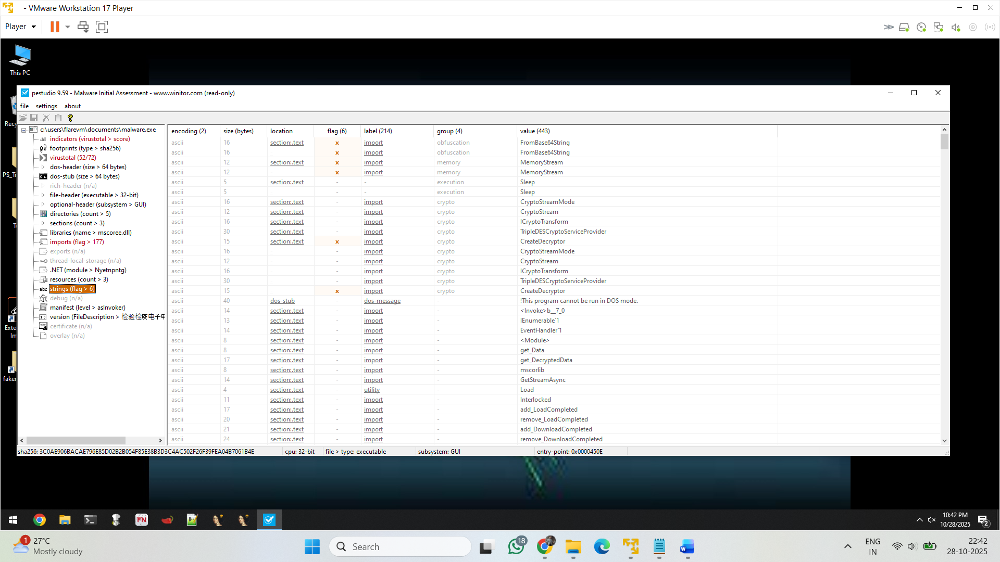 - VMware Workstation 17 Player
Player
This PC
pestudio 9.59 - Malware Initial Assessment - www.winitor.com (read-only)
file settings about
c:\users\flarevm\documents\malware.exe
indicators (virustotal > score)
footprints (type > sha256)
virustotal (52/72)
dos-header (size > 64 bytes)
dos-stub (size > 64 bytes)
rich-header (n/a)
file-header (executable > 32-bit)
optional-header (subsystem > GUI)
directories (count > 5)
sections (count > 3)
libraries (name > mscoree.dll)
imports (flag > 177)
exports (n/a)
thread-local-storage (n/a)
.NET (module > Nyetnpntg)
resources (count > 3)
abc strings (flag > 6)
debug (n/a)
manifest (level > asInvoker)
1.0 version (FileDescription > 检验检疫电子申
certificate (n/a)
overlay (n/a)
encoding (2) size (bytes) location flag (6) label (214) group (4) value (443)
ascii 16 section:.text x import obfuscation FromBase64String
ascii 16 x import obfuscation FromBase64String
ascii 12 section:.text x import memory MemoryStream
ascii 12 x import memory MemoryStream
ascii 5 section:.text - - execution Sleep
ascii 5 - - execution Sleep
ascii 16 section:.text - import crypto CryptoStreamMode
ascii 12 section:.text - import crypto CryptoStream
ascii 16 section:.text - import crypto ICryptoTransform
ascii 30 section:.text - import crypto TripleDESCryptoServiceProvider
ascii 15 section:.text x import crypto CreateDecryptor
ascii 16 - import crypto CryptoStreamMode
ascii 12 - import crypto CryptoStream
ascii 16 - import crypto ICryptoTransform
ascii 30 - import crypto TripleDESCryptoServiceProvider
ascii 15 x import crypto CreateDecryptor
ascii 40 dos-stub - dos-message - !This program cannot be run in DOS mode.
ascii 14 section:.text - import - <Invoke>b__7_0
ascii 13 section:.text - import - IEnumerable`1
ascii 14 section:.text - import - EventHandler`1
ascii 8 section:.text - import - <Module>
ascii 8 section:.text - import - get_Data
ascii 17 section:.text - import - get_DecryptedData
ascii 8 section:.text - import - mscorlib
ascii 14 section:.text - import - GetStreamAsync
ascii 4 section:.text - utility - Load
ascii 11 section:.text - import - Interlocked
ascii 17 section:.text - import - add_LoadCompleted
ascii 20 section:.text - import - remove_LoadCompleted
ascii 21 section:.text - import - add_DownloadCompleted
ascii 24 section:.text - import - remove_DownloadCompleted
sha256: 3C0AE906BACAE796E85D02B2B054F85E38B3D3C4AC502F26F39FEA04B7061B4E cpu: 32-bit file > type: executable subsystem: GUI entry-point: 0x0000450E
Recy
PS_Tr
Exte
Im
faker
FN
10:42 PM
10/28/2025
2
1
27°C
Mostly cloudy
Search
18
ENG
IN
22:42
28-10-2025